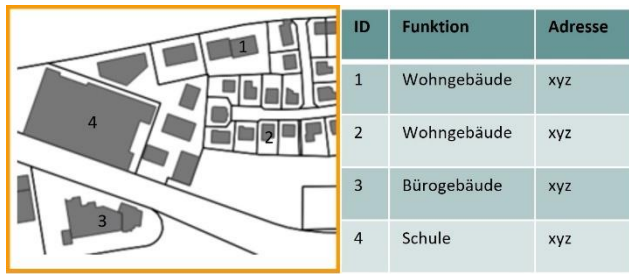 1
4
2
3
ID Funktion Adresse
1 Wohngebäude xyz
2 Wohngebäude xyz
3 Bürogebäude xyz
4 Schule xyz